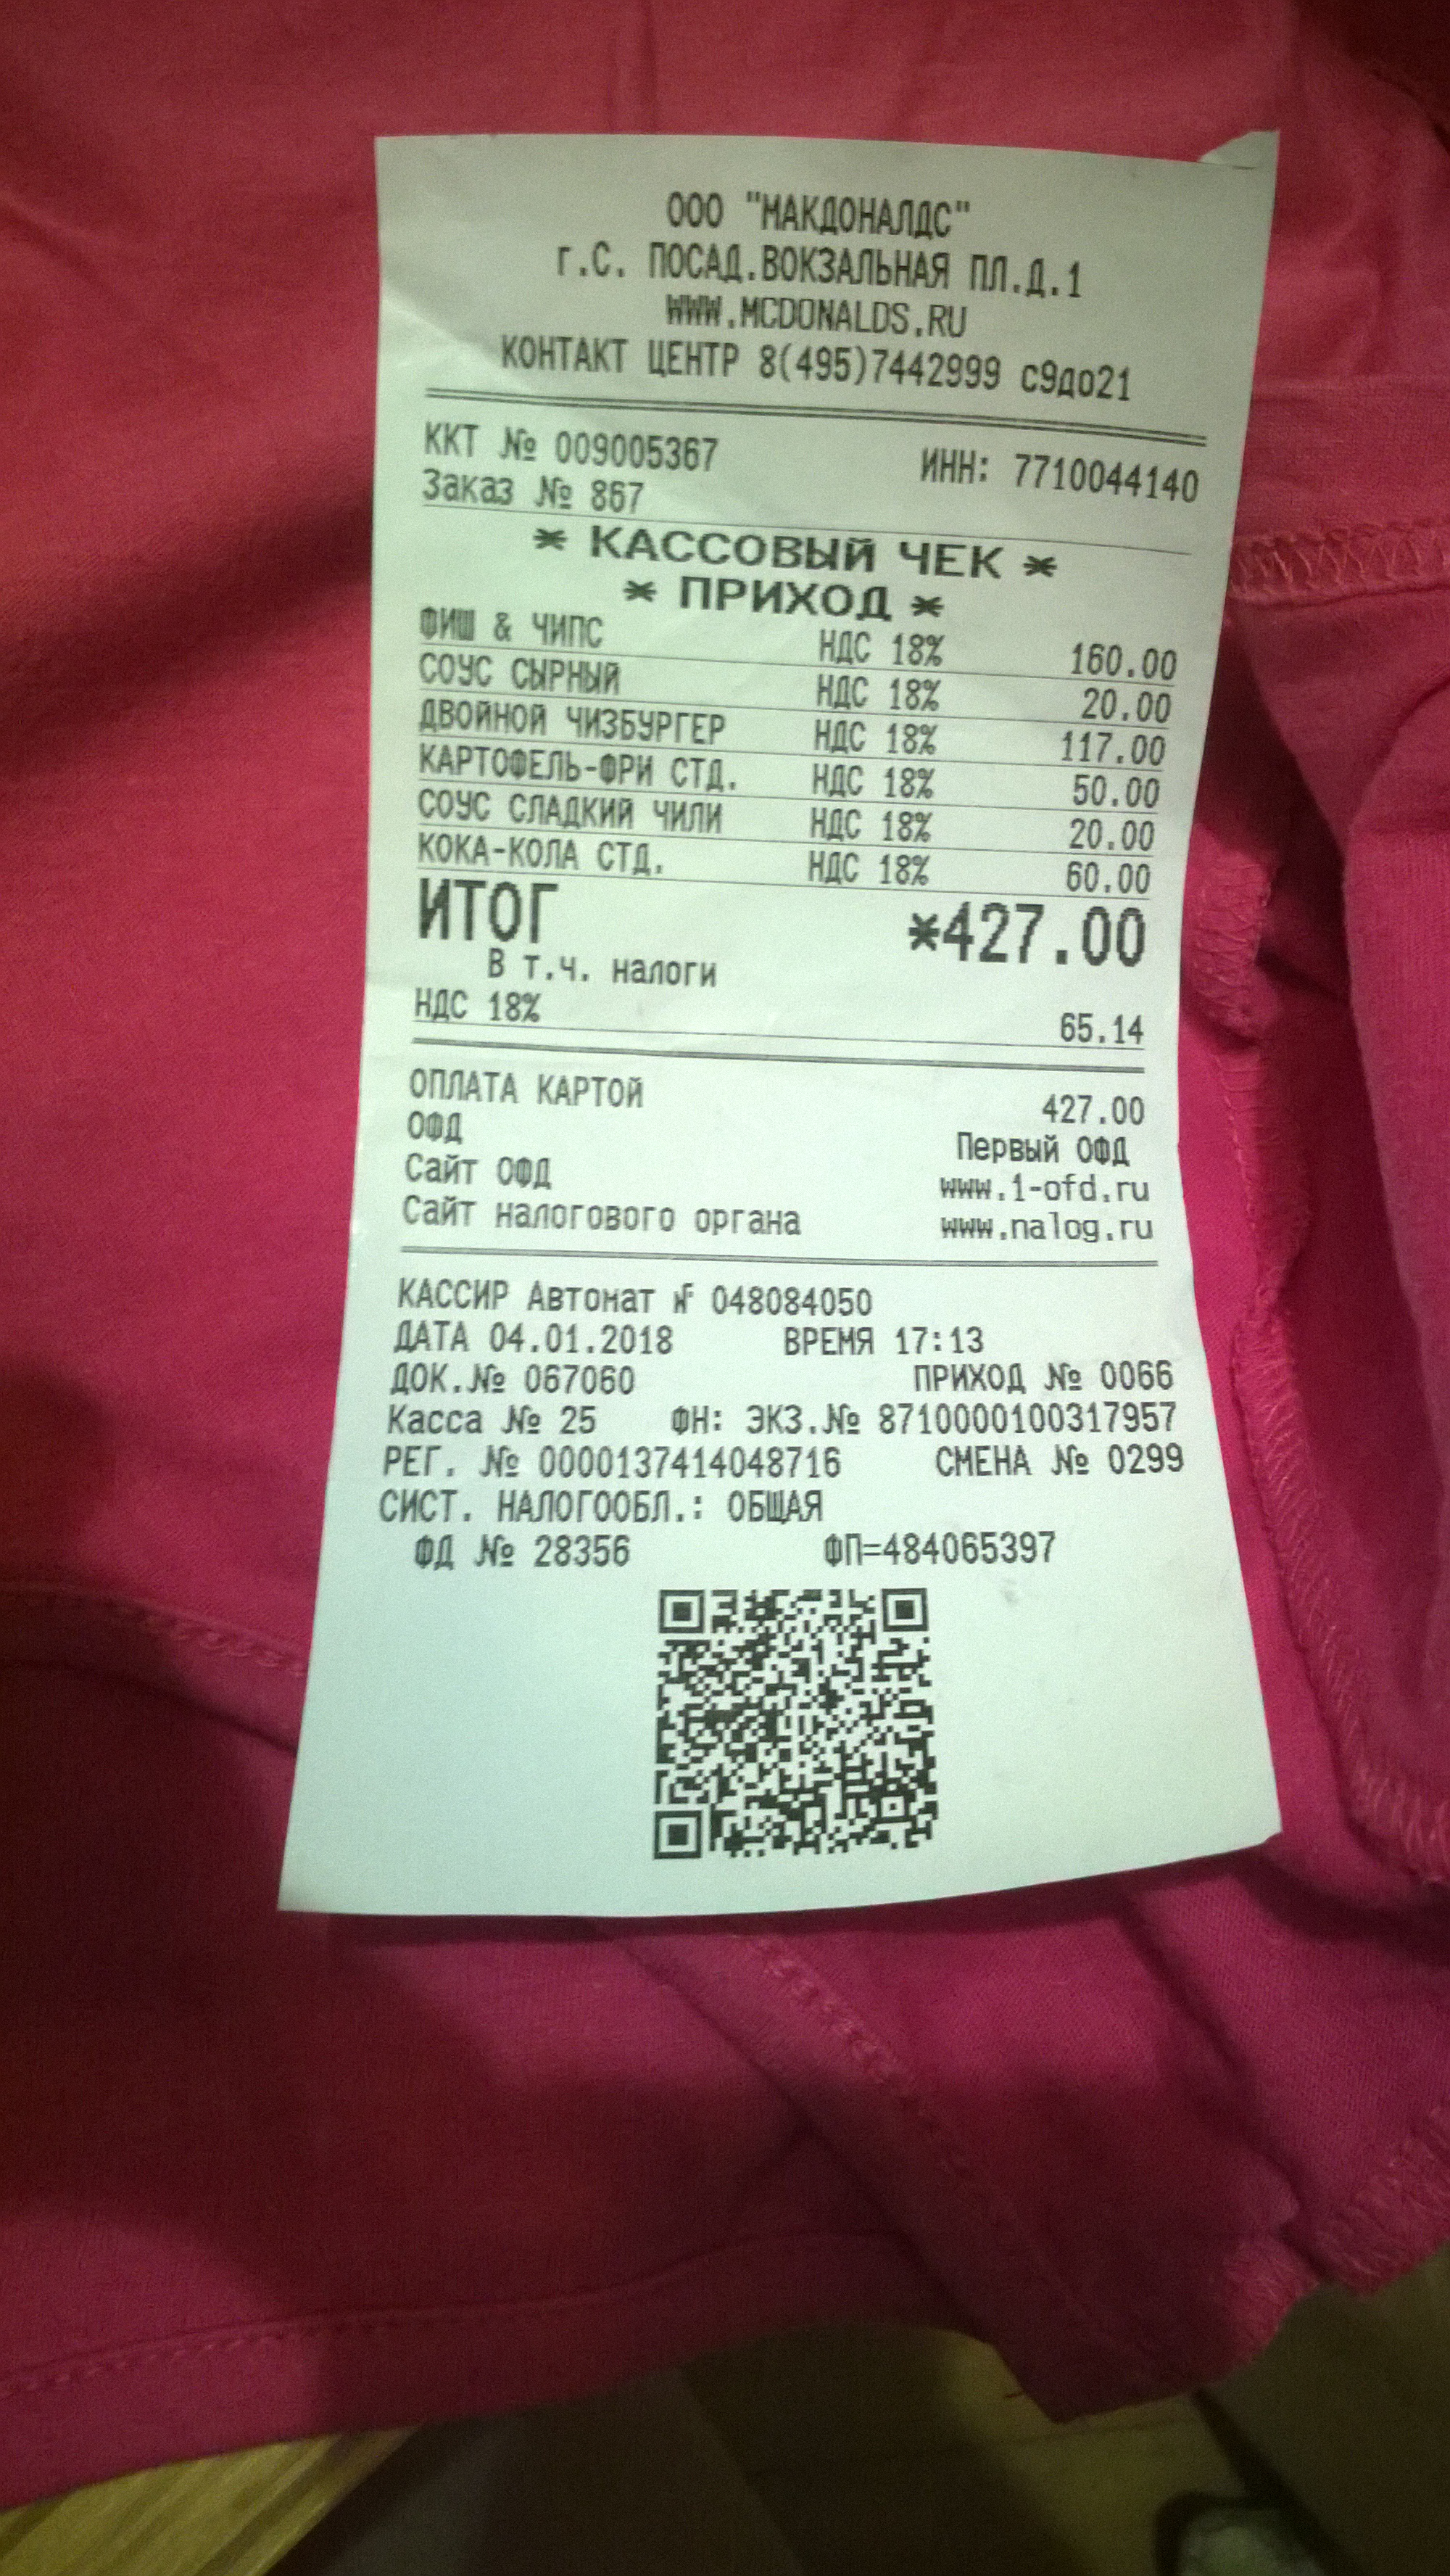 ООО "МАКДОНАЛДС"
г.С. ПОСАД.ВОКЗАЛЬНАЯ ПЛ.Д.1
WWW.MCDONALDS.RU
КОНТАКТ ЦЕНТР 8(495)7442999 с9до21
ККТ № 009005367 ИНН: 7710044140
Заказ № 867
* КАССОВЫЙ ЧЕК *
* ПРИХОД *
ФИШ & ЧИПС НДС 18% 160.00
СОУС СЫРНЫЙ НДС 18% 20.00
ДВОЙНОЙ ЧИЗБУРГЕР НДС 18% 117.00
КАРТОФЕЛЬ-ФРИ СТД. НДС 18% 50.00
СОУС СЛАДКИЙ ЧИЛИ НДС 18% 20.00
КОКА-КОЛА СТД. НДС 18% 60.00
ИТОГ *427.00
В т.ч. налоги
НДС 18% 65.14
ОПЛАТА КАРТОЙ 427.00
ОФД Первый ОФД
Сайт ОФД www.1-ofd.ru
Сайт налогового органа www.nalog.ru
КАССИР Автомат № 048084050
ДАТА 04.01.2018 ВРЕМЯ 17:13
ДОК.№ 067060 ПРИХОД № 0066
Касса № 25 ФН: ЭКЗ.№ 8710000100317957
РЕГ. № 0000137414048716 СМЕНА № 0299
СИСТ. НАЛОГООБЛ.: ОБЩАЯ
ФД № 28356 ФП=484065397